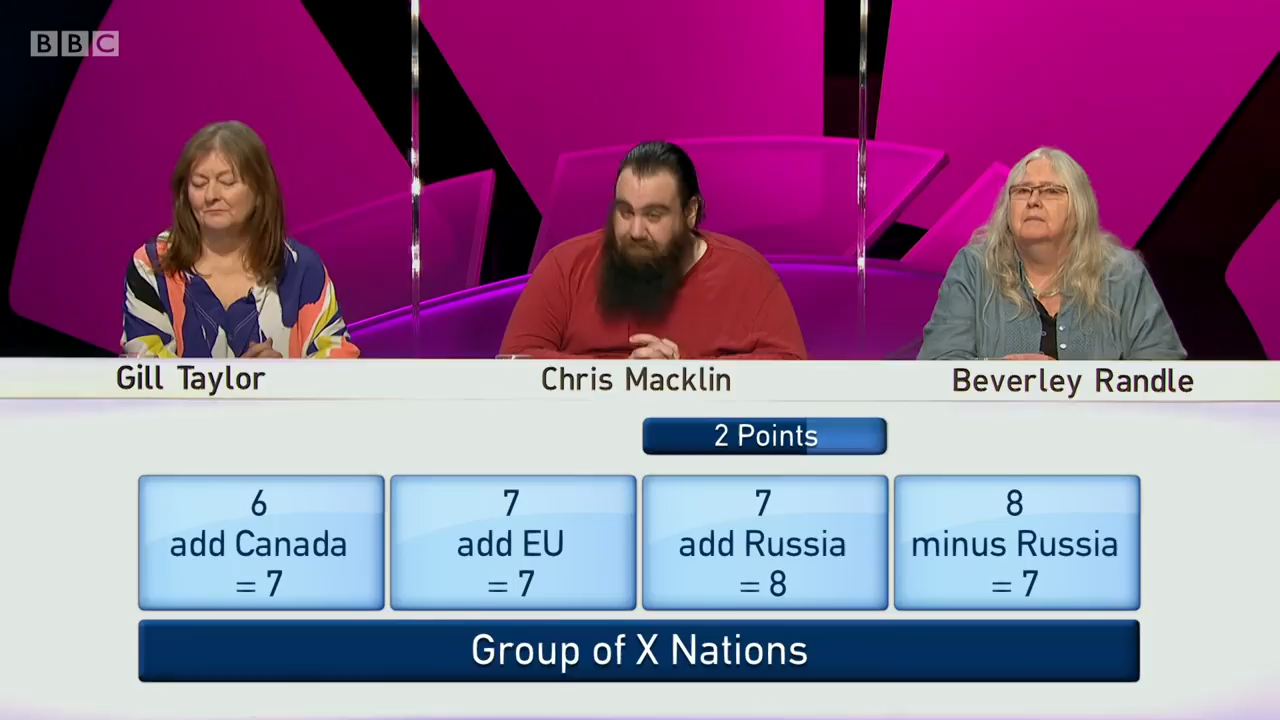 BBC
Gill Taylor
Chris Macklin
Beverley Randle
2 Points
6
add Canada
= 7
7
add EU
= 7
7
add Russia
= 8
8
minus Russia
= 7
Group of X Nations